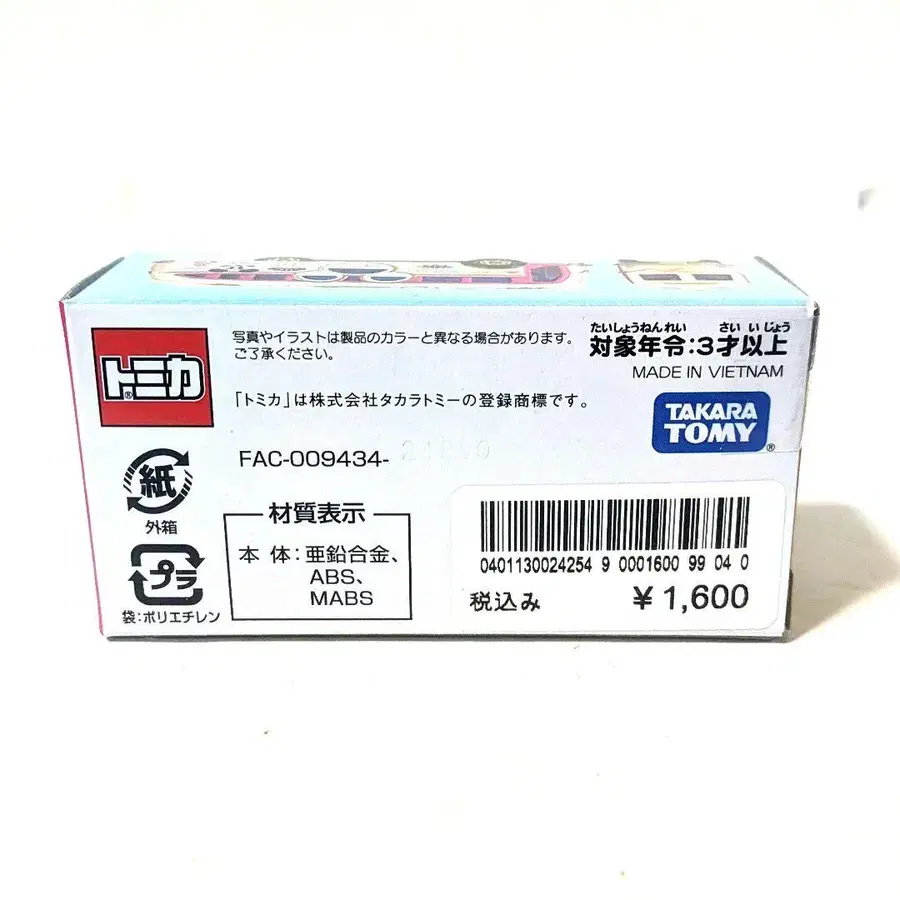 トミカ®
写真やイラストは製品のカラーと異なる場合があります。
ご了承ください。
「トミカ」は株式会社タカラトミーの登録商標です。
たいしょうねんれい さい いじょう
対象年令:3才以上
MADE IN VIETNAM
TAKARA
TOMY®
FAC-009434-
紙
外箱
プラ
袋:ポリエチレン
材質表示
本 体:亜鉛合金、
ABS、
MABS
0401130024254 9 0001600 99 04 0
税込み ¥1,600